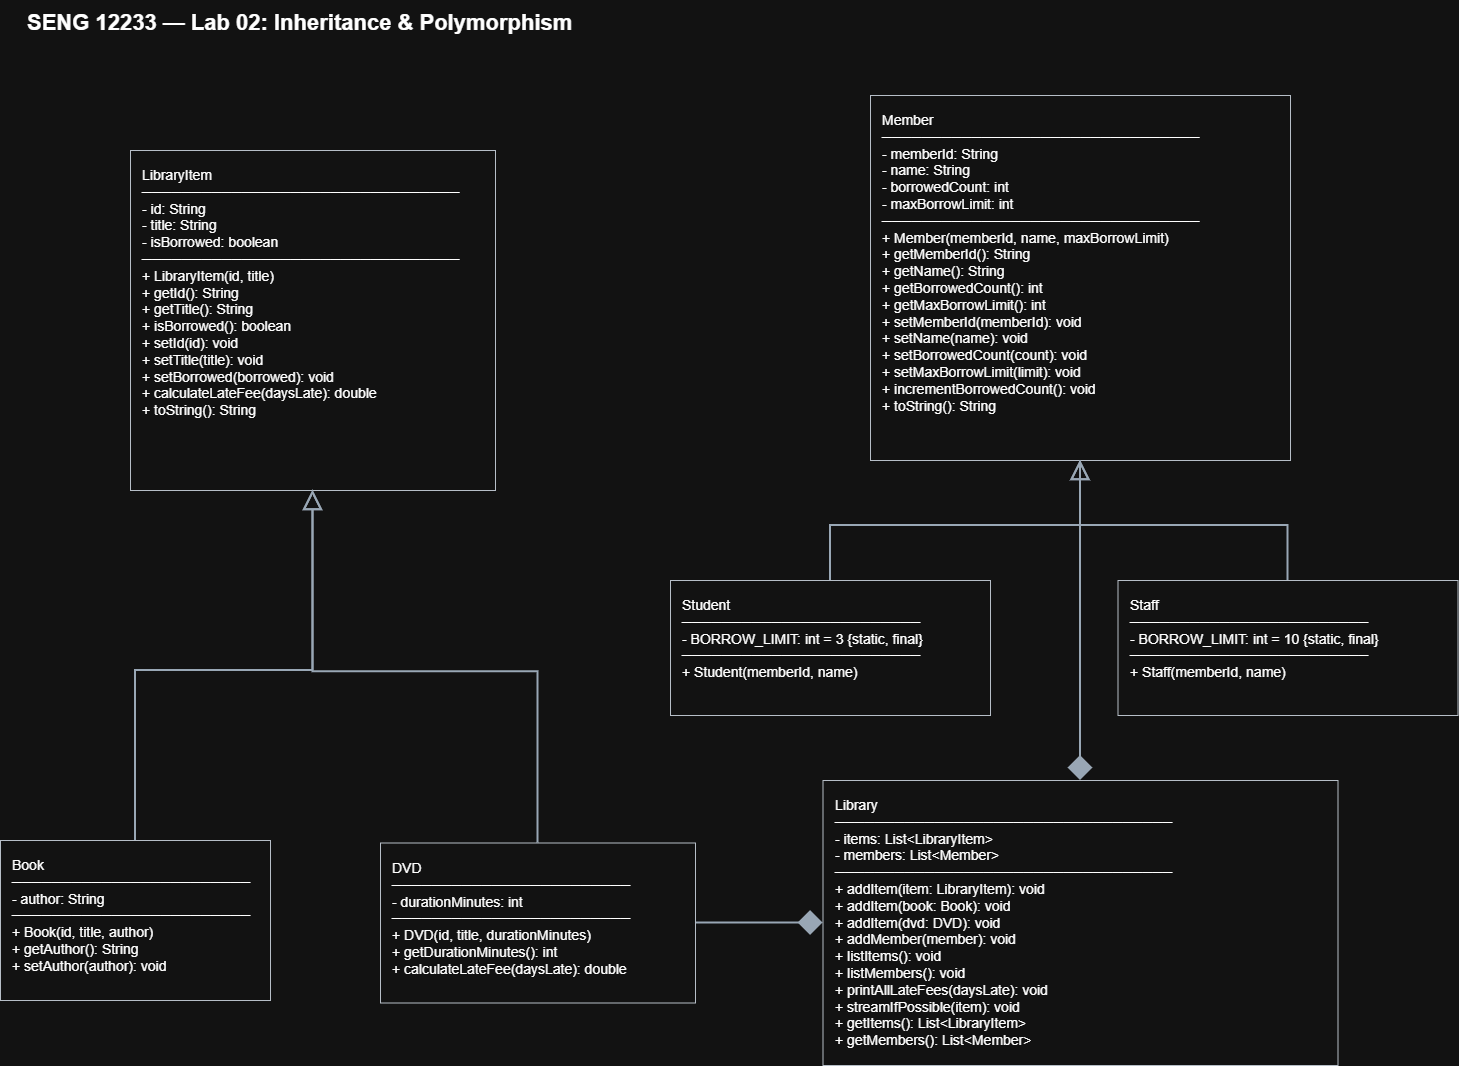 SENG 12233 — Lab 02: Inheritance & Polymorphism
LibraryItem
- id: String
- title: String
- isBorrowed: boolean
+ LibraryItem(id, title)
+ getId(): String
+ getTitle(): String
+ isBorrowed(): boolean
+ setId(id): void
+ setTitle(title): void
+ setBorrowed(borrowed): void
+ calculateLateFee(daysLate): double
+ toString(): String
Member
- memberId: String
- name: String
- borrowedCount: int
- maxBorrowLimit: int
+ Member(memberId, name, maxBorrowLimit)
+ getMemberId(): String
+ getName(): String
+ getBorrowedCount(): int
+ getMaxBorrowLimit(): int
+ setMemberId(memberId): void
+ setName(name): void
+ setBorrowedCount(count): void
+ setMaxBorrowLimit(limit): void
+ incrementBorrowedCount(): void
+ toString(): String
Student
- BORROW_LIMIT: int = 3 {static, final}
+ Student(memberId, name)
Staff
- BORROW_LIMIT: int = 10 {static, final}
+ Staff(memberId, name)
Book
- author: String
+ Book(id, title, author)
+ getAuthor(): String
+ setAuthor(author): void
DVD
- durationMinutes: int
+ DVD(id, title, durationMinutes)
+ getDurationMinutes(): int
+ calculateLateFee(daysLate): double
Library
- items: List<LibraryItem>
- members: List<Member>
+ addItem(item: LibraryItem): void
+ addItem(book: Book): void
+ addItem(dvd: DVD): void
+ addMember(member): void
+ listItems(): void
+ listMembers(): void
+ printAllLateFees(daysLate): void
+ streamIfPossible(item): void
+ getItems(): List<LibraryItem>
+ getMembers(): List<Member>